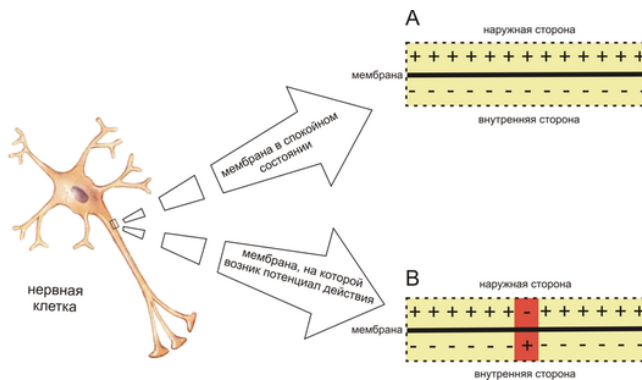 A
наружная сторона
+ + + + + + + + + + + + +
мембрана
- - - - - - - - - - - - -
внутренняя сторона
мембрана в спокойном
состоянии
нервная
клетка
мембрана, на которой
возник потенциал действия
B
наружная сторона
+ + + + + + - + + + + + +
мембрана
- - - - - - + - - - - - -
внутренняя сторона